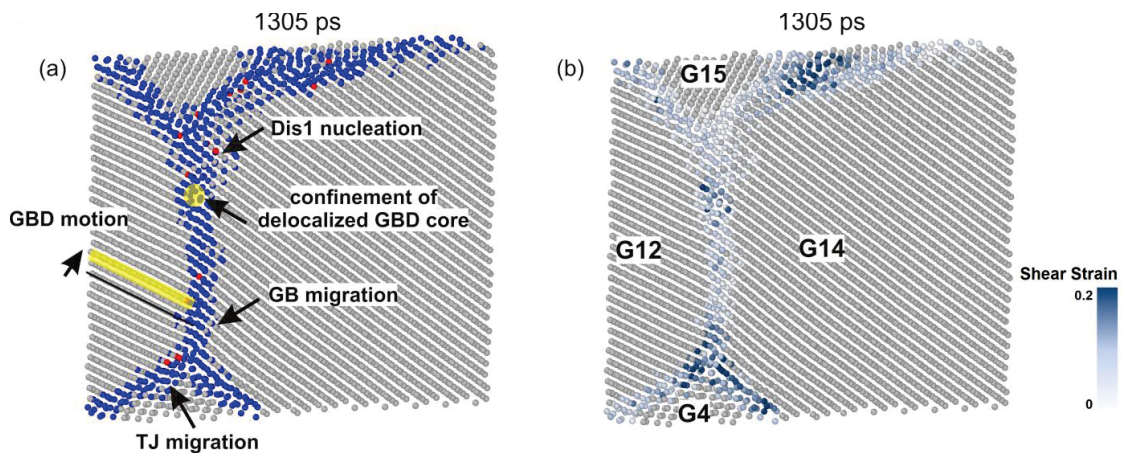 1305 ps
1305 ps
(a)
(b)
G15
Dis1 nucleation
confinement of
delocalized GBD core
GBD motion
G12
G14
Shear Strain
0.2
GB migration
0
G4
TJ migration